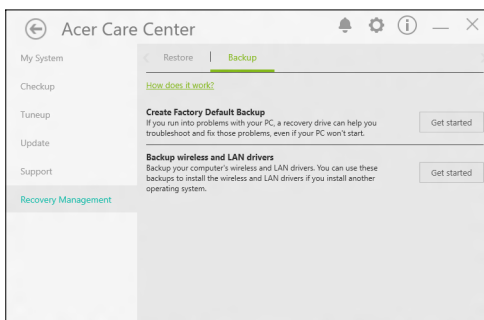 Acer Care Center
My System
Checkup
Tuneup
Update
Support
Recovery Management
Restore
Backup
How does it work?
Create Factory Default Backup
If you run into problems with your PC, a recovery drive can help you
troubleshoot and fix those problems, even if your PC won't start.
Get started
Backup wireless and LAN drivers
Backup your computer's wireless and LAN drivers. You can use these
backups to install the wireless and LAN drivers if you install another
operating system.
Get started